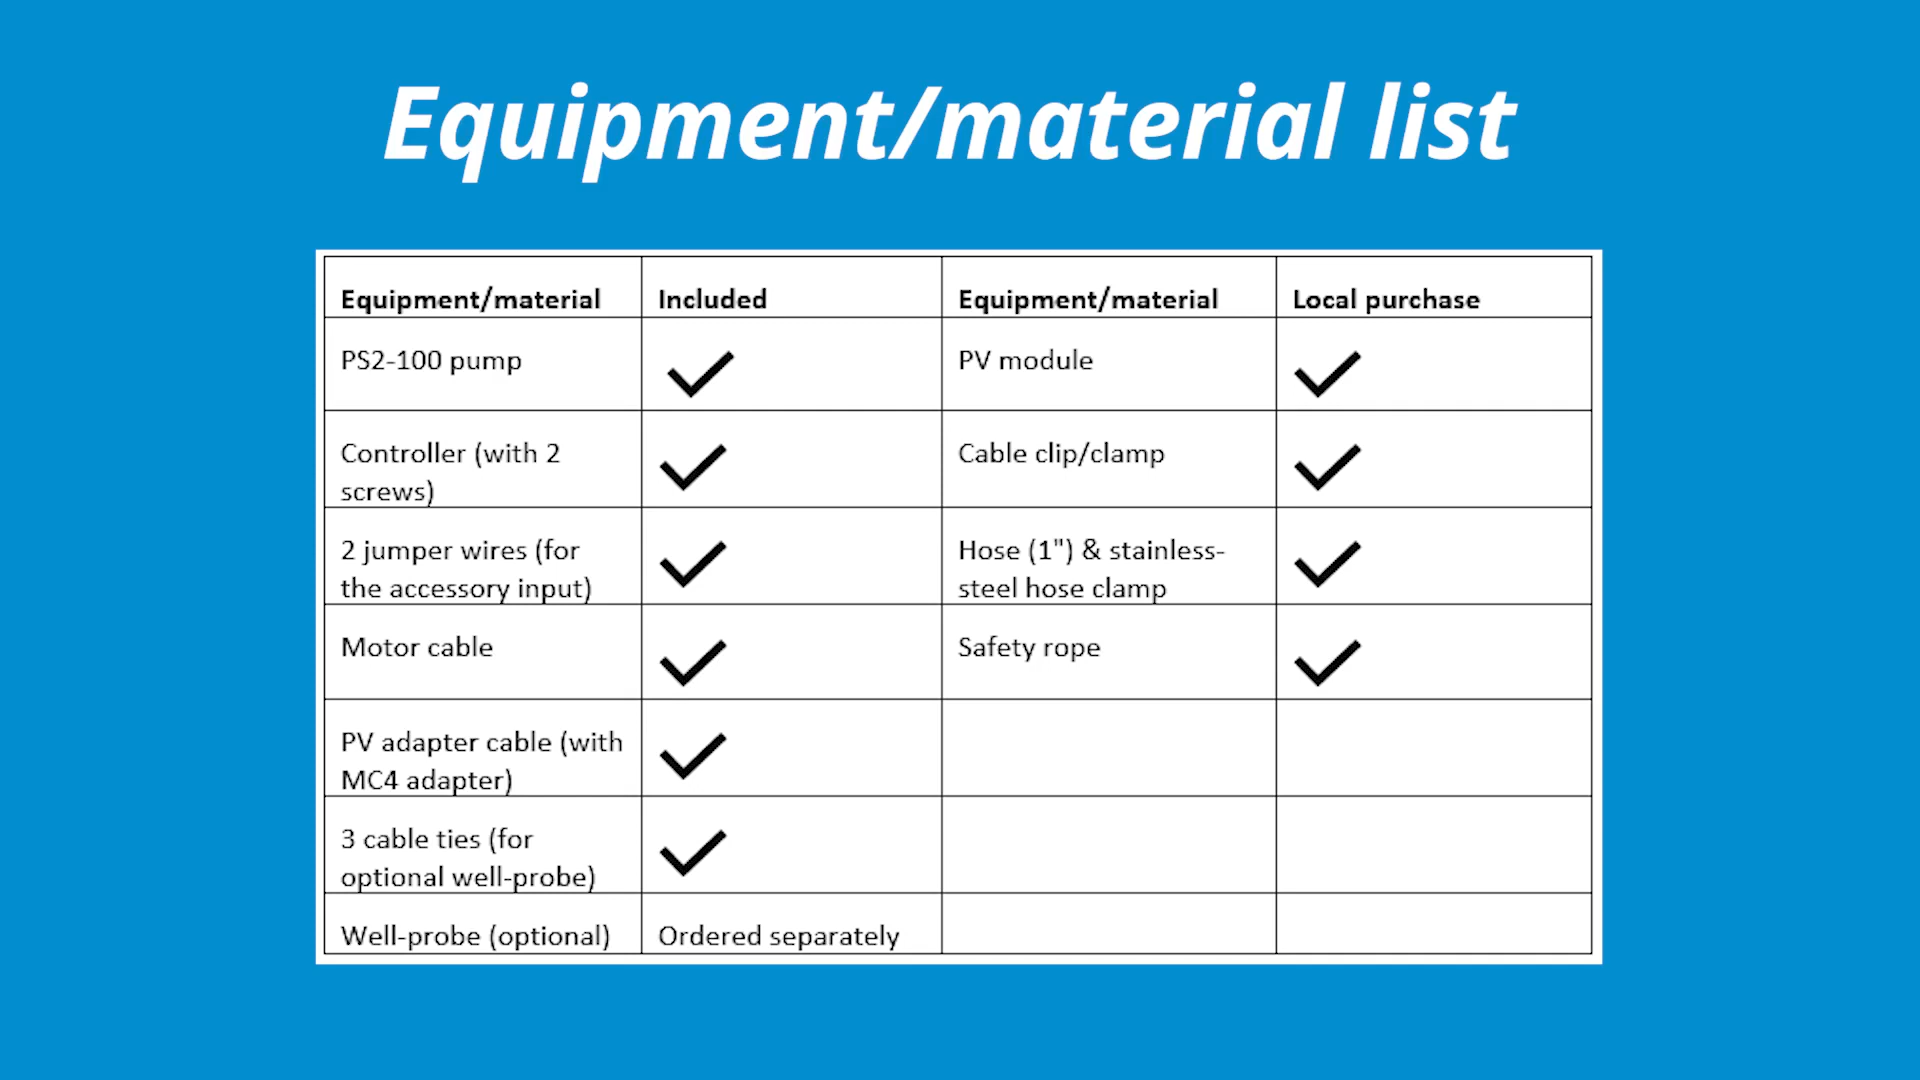 Equipment/material list
Equipment/material Included Equipment/material Local purchase
PS2-100 pump ✓ PV module ✓
Controller (with 2 screws) ✓ Cable clip/clamp ✓
2 jumper wires (for the accessory input) ✓ Hose (1") & stainless-steel hose clamp ✓
Motor cable ✓ Safety rope ✓
PV adapter cable (with MC4 adapter) ✓
3 cable ties (for optional well-probe) ✓
Well-probe (optional) Ordered separately